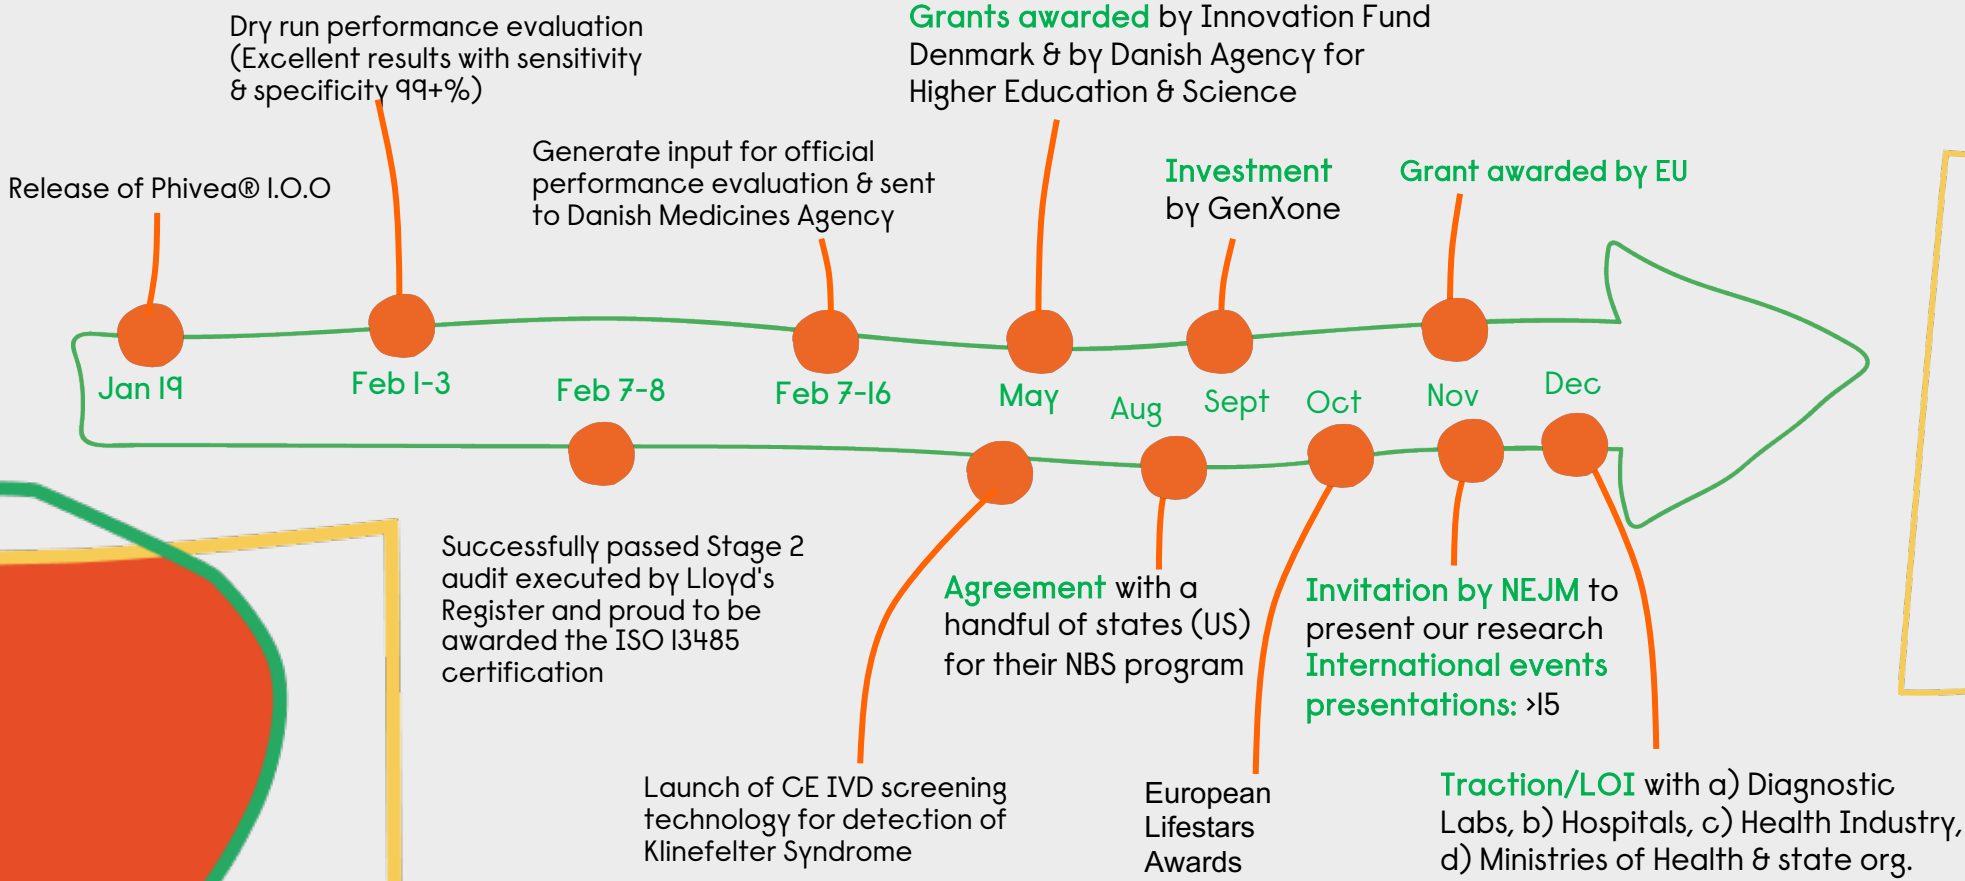 Dry run performance evaluation
(Excellent results with sensitivity
& specificity 99+%)
Grants awarded by Innovation Fund
Denmark & by Danish Agency for
Higher Education & Science
Release of Phivea® 1.0.0
Generate input for official
performance evaluation & sent
to Danish Medicines Agency
Investment
by GenXone
Grant awarded by EU
Jan 19
Feb 1-3
Feb 7-8
Feb 7-16
May
Aug
Sept
Oct
Nov
Dec
Successfully passed Stage 2
audit executed by Lloyd's
Register and proud to be
awarded the ISO 13485
certification
Agreement with a
handful of states (US)
for their NBS program
Invitation by NEJM to
present our research
International events
presentations: >15
Launch of CE IVD screening
technology for detection of
Klinefelter Syndrome
European
Lifestars
Awards
Traction/LOI with a) Diagnostic
Labs, b) Hospitals, c) Health Industry,
d) Ministries of Health & state org.